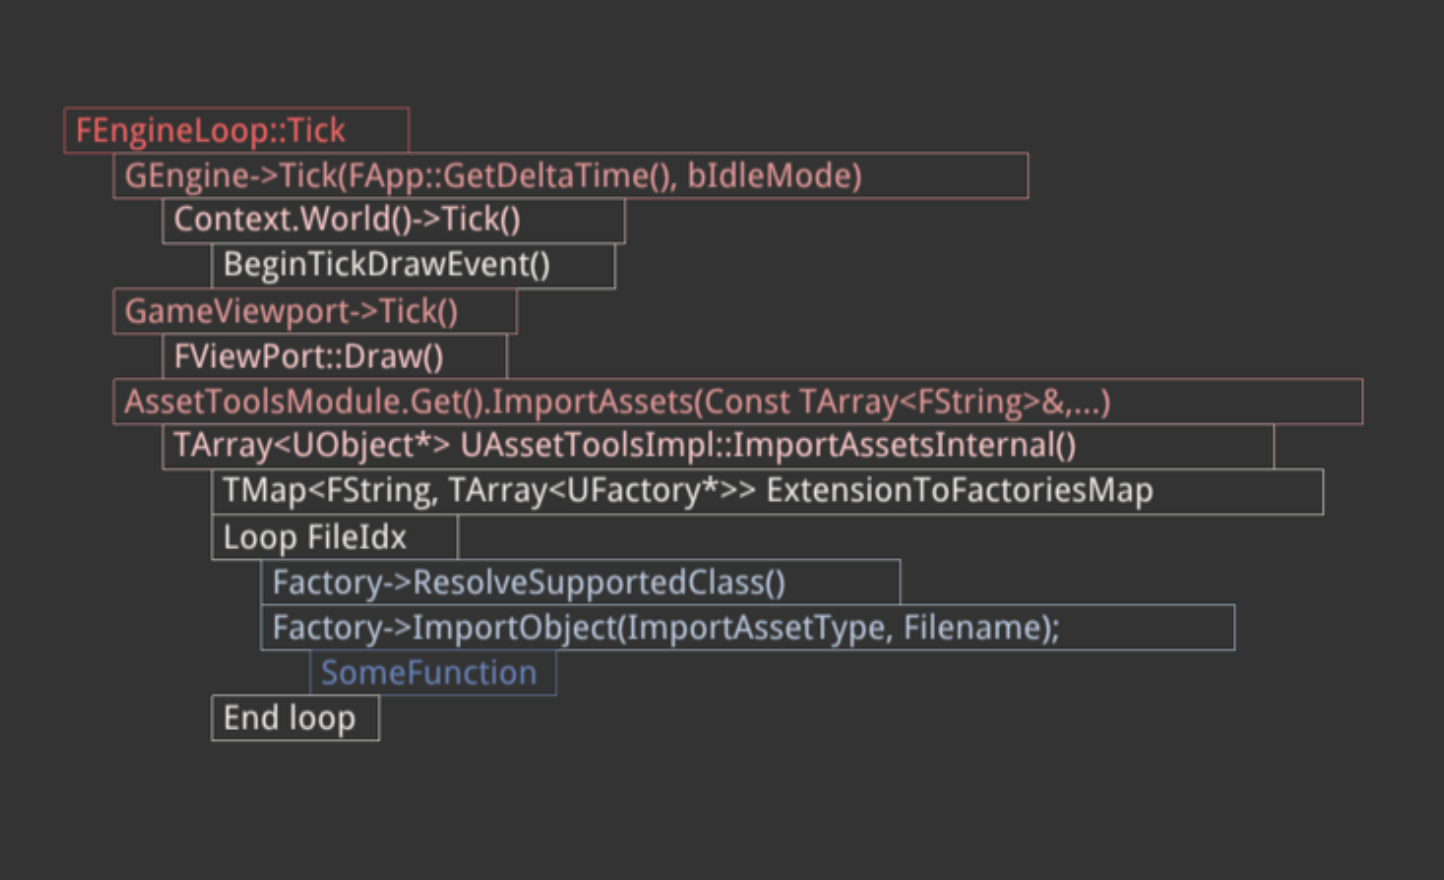 FEngineLoop::Tick
GEngine->Tick(FApp::GetDeltaTime(), bIdleMode)
Context.World()->Tick()
BeginTickDrawEvent()
GameViewport->Tick()
FViewPort::Draw()
AssetToolsModule.Get().ImportAssets(Const TArray<FString>&,...)
TArray<UObject*> UAssetToolsImpl::ImportAssetsInternal()
TMap<FString, TArray<UFactory*>> ExtensionToFactoriesMap
Loop FileIdx
Factory->ResolveSupportedClass()
Factory->ImportObject(ImportAssetType, Filename);
SomeFunction
End loop